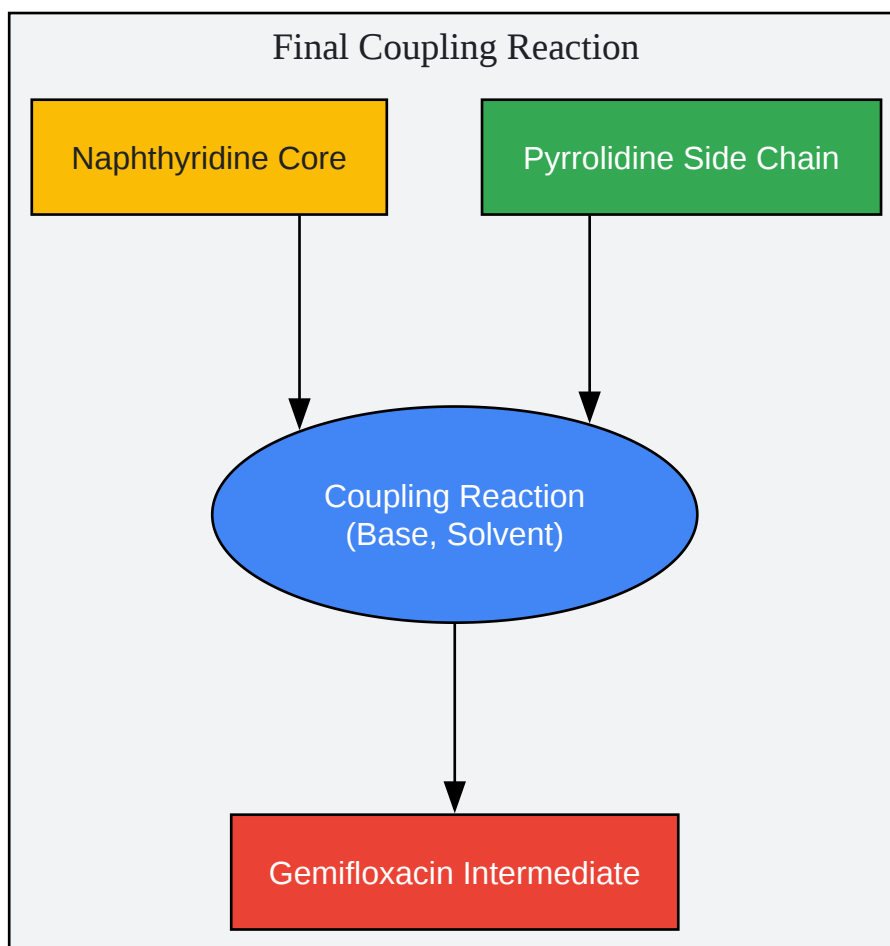 Final Coupling Reaction
Naphthyridine Core
Pyrrolidine Side Chain
Coupling Reaction
(Base, Solvent)
Gemifloxacin Intermediate